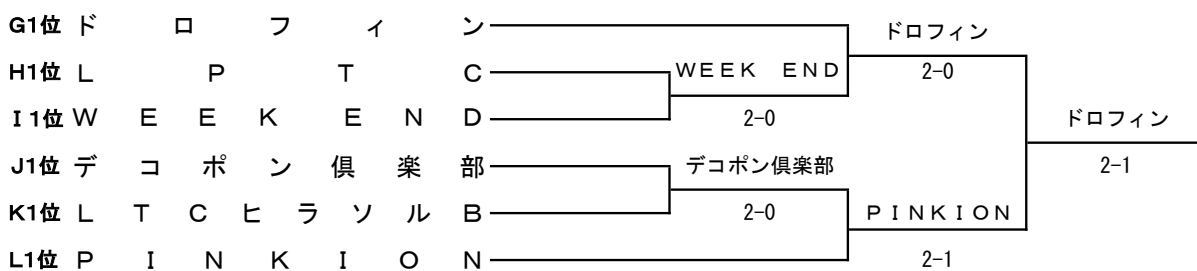 G1位 ドロフィン ドロフィン
H1位 LPTC WEEK END 2-0
I1位 WEEKEND 2-0 ドロフィン
J1位 デコポン倶楽部 デコポン倶楽部 2-1
K1位 LTCヒラソルB 2-0 PINKION
L1位 PINKION 2-1